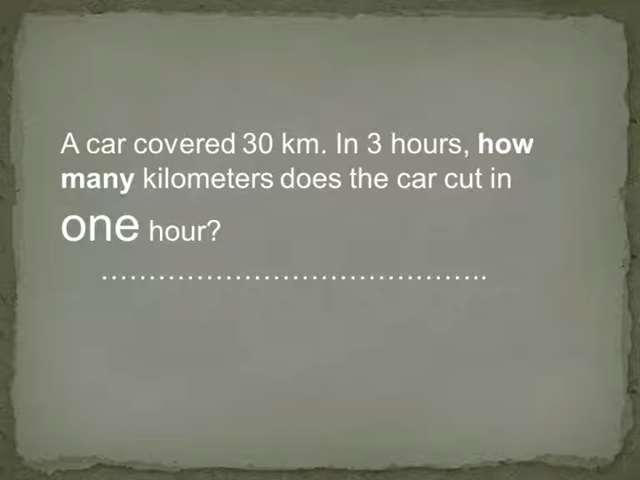 A car covered 30 km. In 3 hours, how
many kilometers does the car cut in
one hour?
……………………………………..